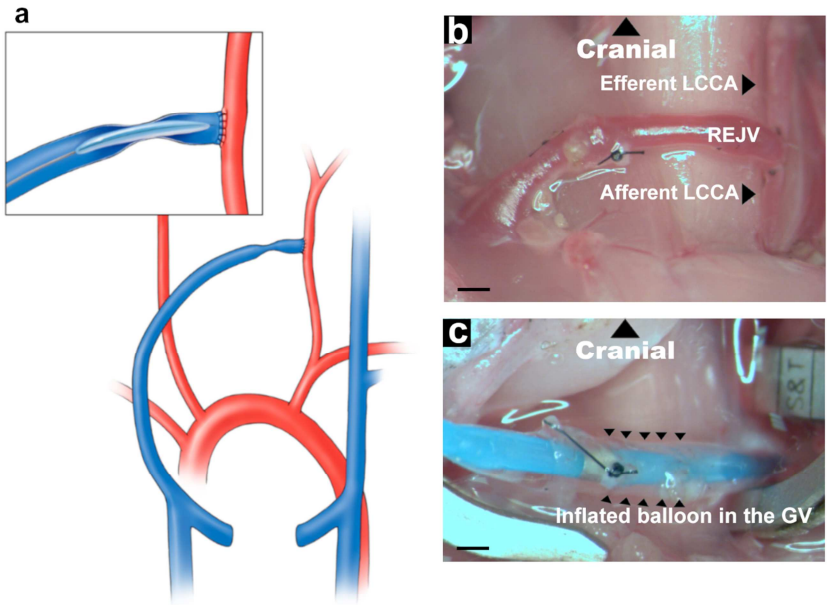 a
b
Cranial
Efferent LCCA
REJV
Afferent LCCA
c
Cranial
S&T
Inflated balloon in the GV